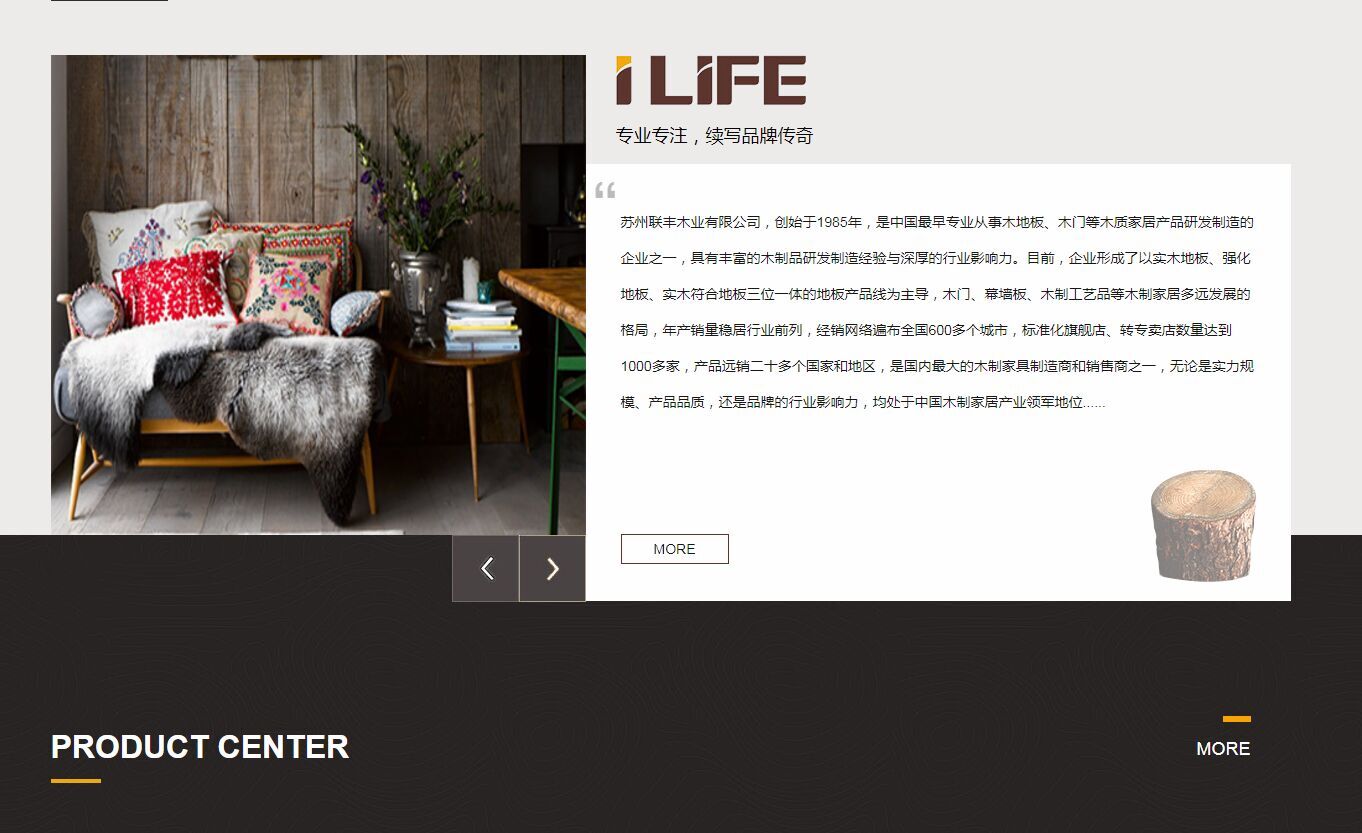 I LIFE
专业专注，续写品牌传奇
“
苏州联丰木业有限公司，创始于1985年，是中国最早专业从事木地板、木门等木质家居产品研发制造的
企业之一，具有丰富的木制品研发制造经验与深厚的行业影响力。目前，企业形成了以实木地板、强化
地板、实木符合地板三位一体的地板产品线为主导，木门、幕墙板、木制工艺品等木制家居多远发展的
格局，年产销量稳居行业前列，经销网络遍布全国600多个城市，标准化旗舰店、转专卖店数量达到
1000多家，产品远销二十多个国家和地区，是国内最大的木制家具制造商和销售商之一，无论是实力规
模、产品品质，还是品牌的行业影响力，均处于中国木制家居产业领军地位......
MORE
PRODUCT CENTER
MORE